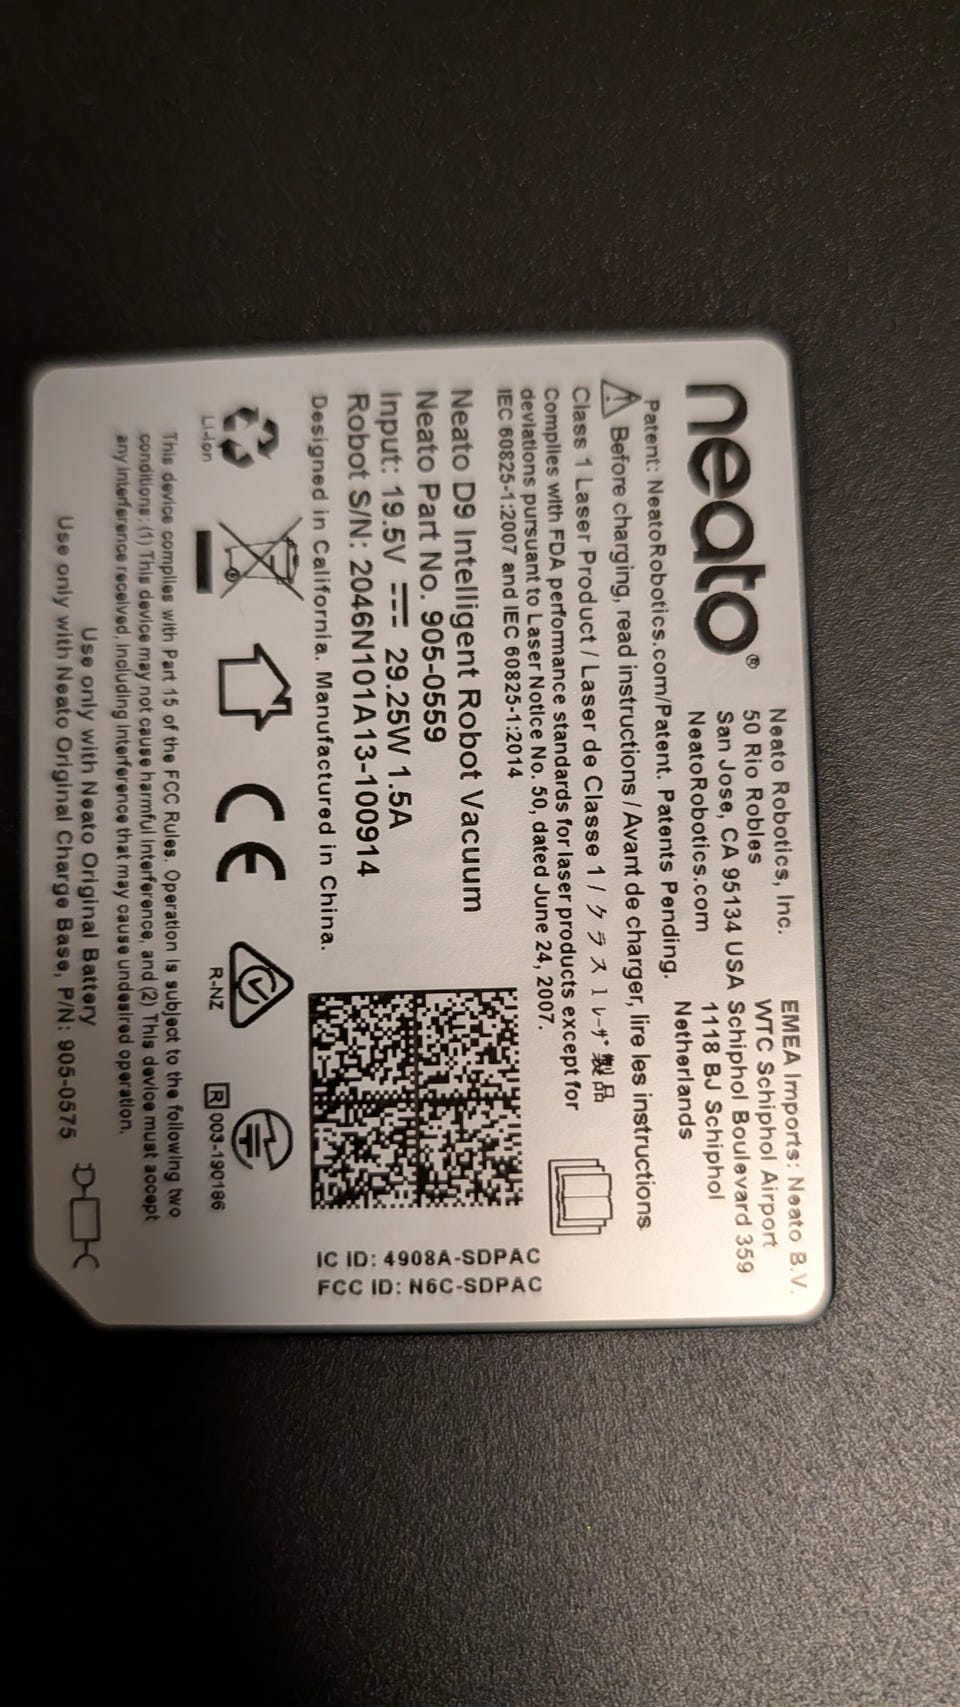 neato®
Neato Robotics, Inc.
50 Rio Robles
San Jose, CA 95134 USA
NeatoRobotics.com
EMEA Imports: Neato B.V.
WTC Schiphol Airport
Schiphol Boulevard 359
1118 BJ Schiphol
Netherlands
Patent: NeatoRobotics.com/Patent. Patents Pending.
Before charging, read instructions / Avant de charger, lire les instructions
Class 1 Laser Product / Laser de Classe 1 / クラス 1 レーザ製品
Complies with FDA performance standards for laser products except for
deviations pursuant to Laser Notice No. 50, dated June 24, 2007.
IEC 60825-1:2007 and IEC 60825-1:2014
Neato D9 Intelligent Robot Vacuum
Neato Part No. 905-0559
Input: 19.5V ⎓ 29.25W 1.5A
Robot S/N: 2046N101A13-100914
Designed in California. Manufactured in China.
IC ID: 4908A-SDPAC
FCC ID: N6C-SDPAC
Li-Ion
CE
R-NZ
R 003-190186
This device complies with Part 15 of the FCC Rules. Operation is subject to the following two
conditions: (1) This device may not cause harmful interference, and (2) This device must accept
any interference received, including interference that may cause undesired operation.
Use only with Neato Original Battery
Use only with Neato Original Charge Base, P/N: 905-0575